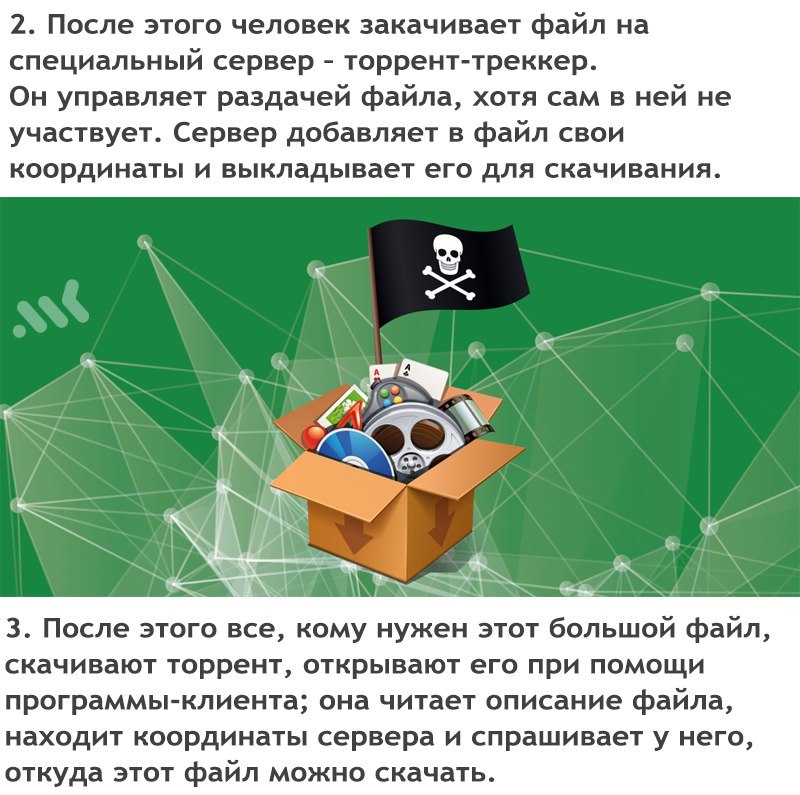 2. После этого человек закачивает файл на
специальный сервер – торрент-треккер.
Он управляет раздачей файла, хотя сам в ней не
участвует. Сервер добавляет в файл свои
координаты и выкладывает его для скачивания.
A
A
3. После этого все, кому нужен этот большой файл,
скачивают торрент, открывают его при помощи
программы-клиента; она читает описание файла,
находит координаты сервера и спрашивает у него,
откуда этот файл можно скачать.